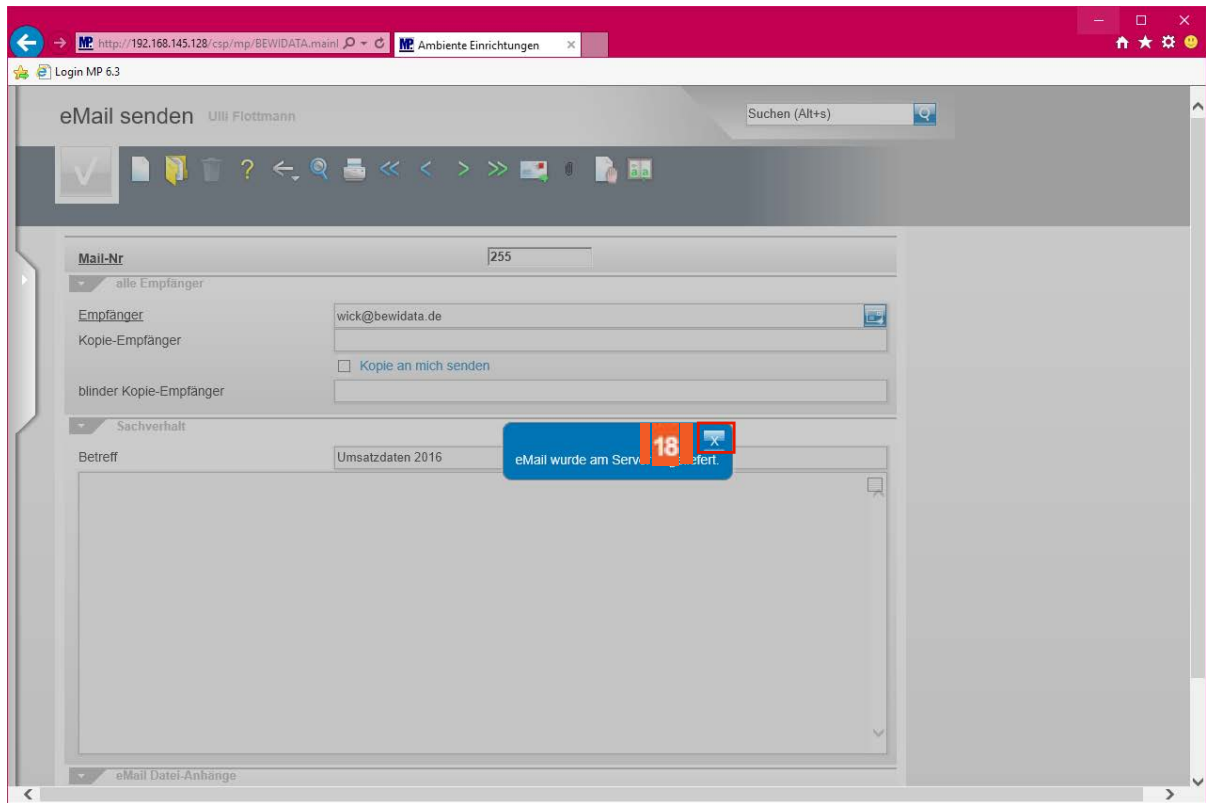 http://192.168.145.128/csp/mp/BEWIDATA.mainl
MP Ambiente Einrichtungen
Login MP 6.3
eMail senden Ulli Flottmann
Suchen (Alt+s)
Mail-Nr 255
alle Empfänger
Empfänger wick@bewidata.de
Kopie-Empfänger
Kopie an mich senden
blinder Kopie-Empfänger
Sachverhalt
18 X
Betreff Umsatzdaten 2016
eMail wurde am
eMail Datei-Anhänge